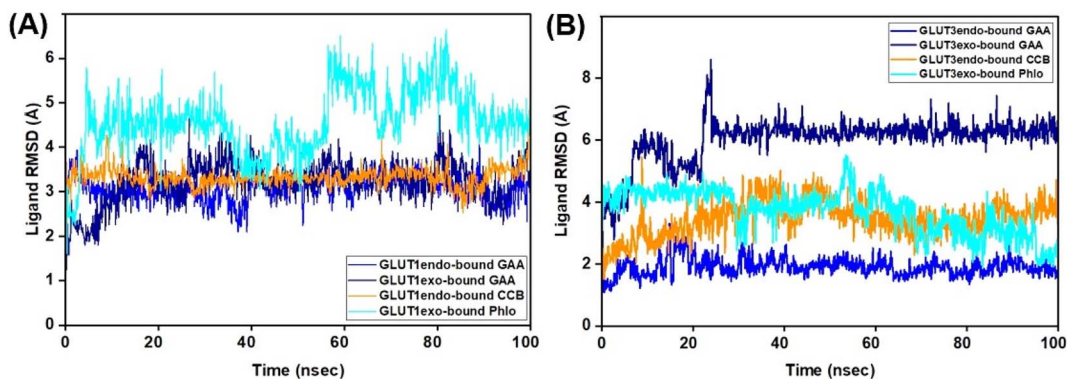 (A)
Ligand RMSD (A)
6
5
4
3
2
1
0
GLUT1endo-bound GAA
GLUT1exo-bound GAA
GLUT1endo-bound CCB
GLUT1exo-bound Phlo
0 20 40 60 80 100
Time (nsec)
(B)
Ligand RMSD (A)
8
6
4
2
0
GLUT3endo-bound GAA
GLUT3exo-bound GAA
GLUT3endo-bound CCB
GLUT3exo-bound Phlo
0 20 40 60 80 100
Time (nsec)